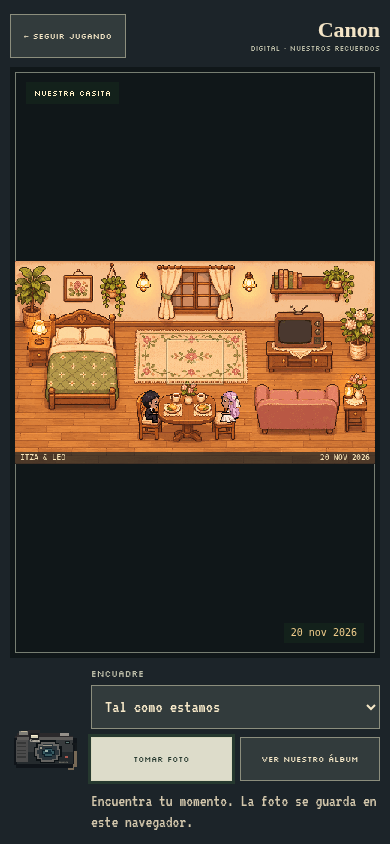 ← SEGUIR JUGANDO
Canon
DIGITAL · NUESTROS RECUERDOS
NUESTRA CASITA
ITZA & LEO
20 NOV 2026
20 nov 2026
ENCUADRE
Tal como estamos
TOMAR FOTO
VER NUESTRO ÁLBUM
Encuentra tu momento. La foto se guarda en
este navegador.